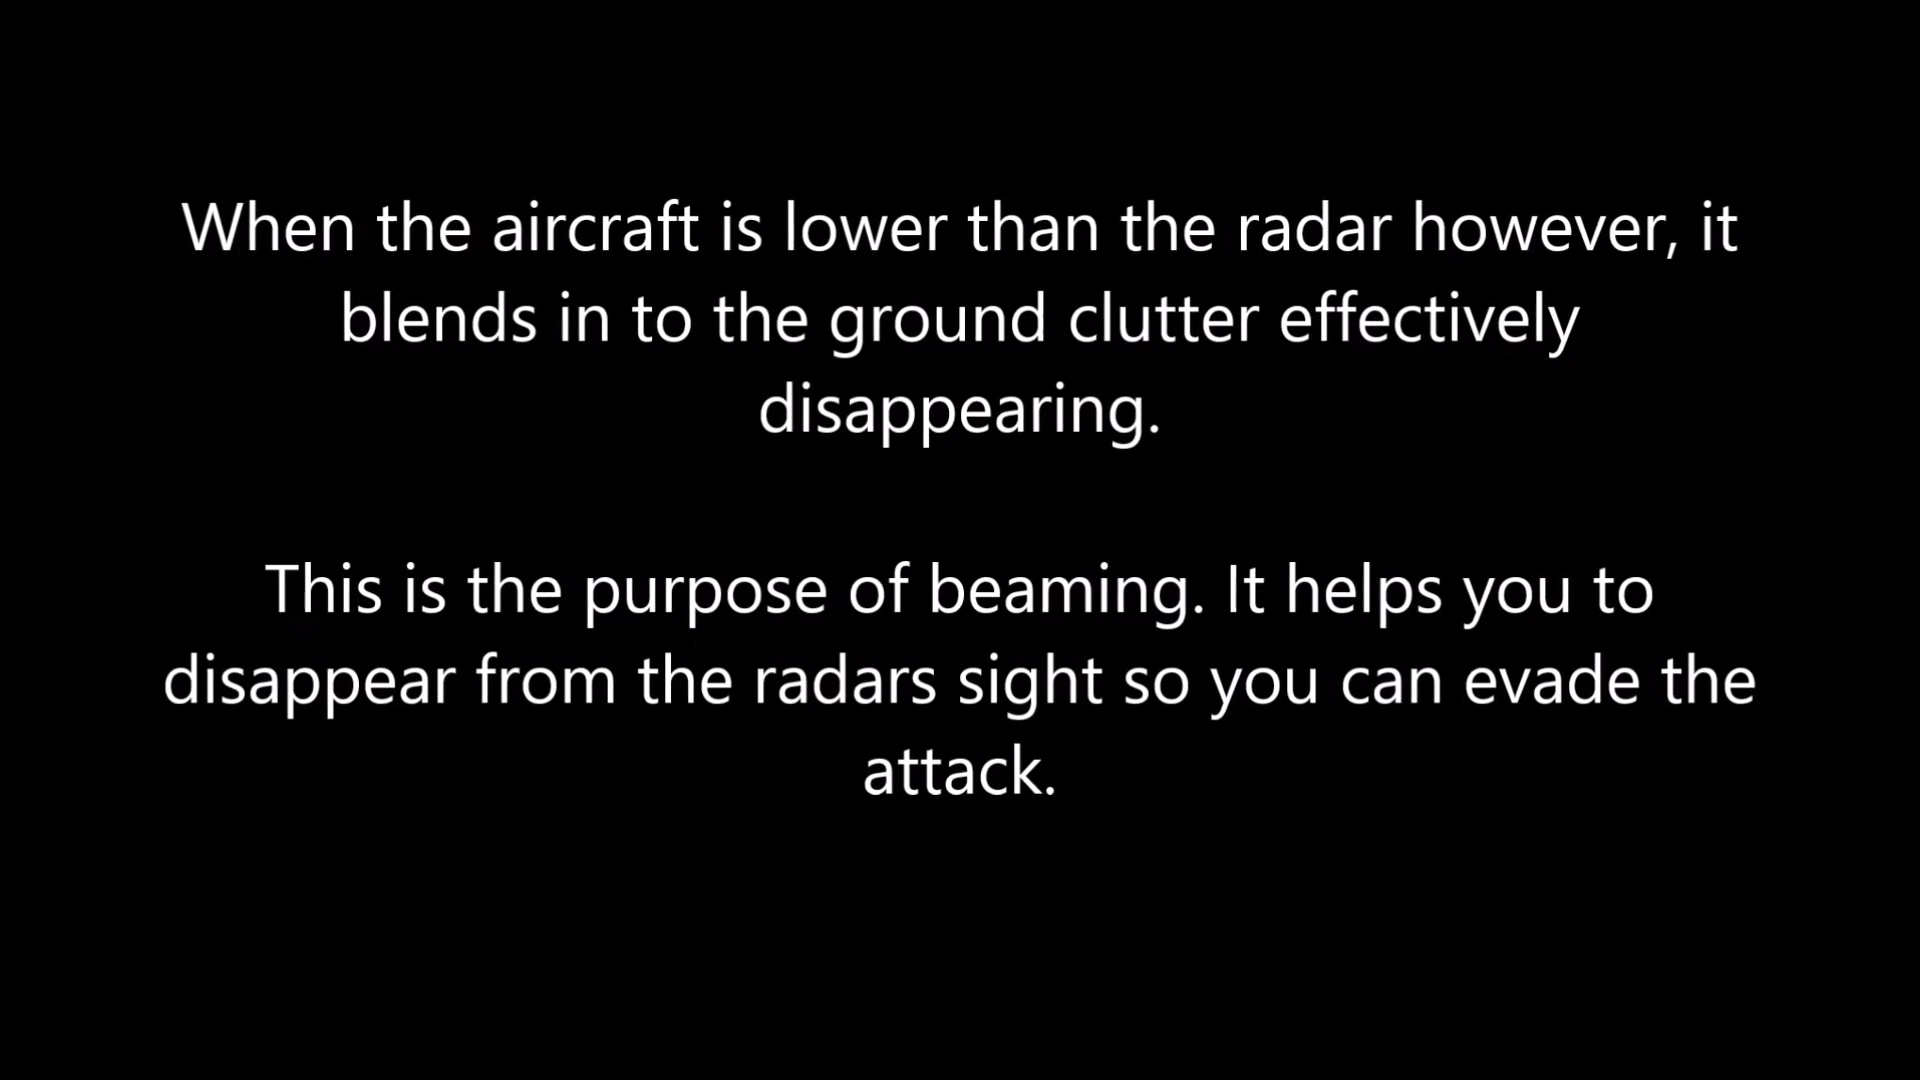 When the aircraft is lower than the radar however, it
blends in to the ground clutter effectively
disappearing.
This is the purpose of beaming. It helps you to
disappear from the radars sight so you can evade the
attack.